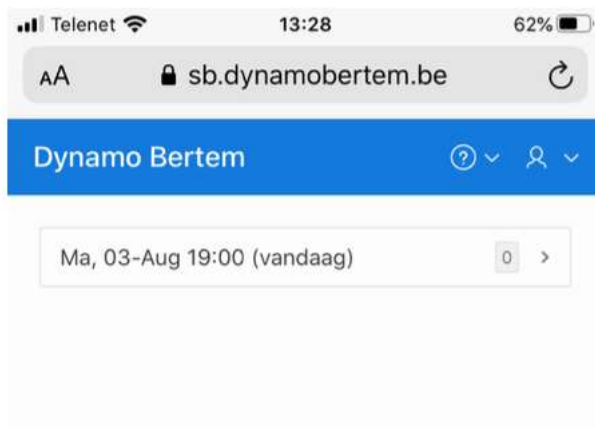 Telenet 13:28 62%
AA sb.dynamobertem.be
Dynamo Bertem
Ma, 03-Aug 19:00 (vandaag) 0